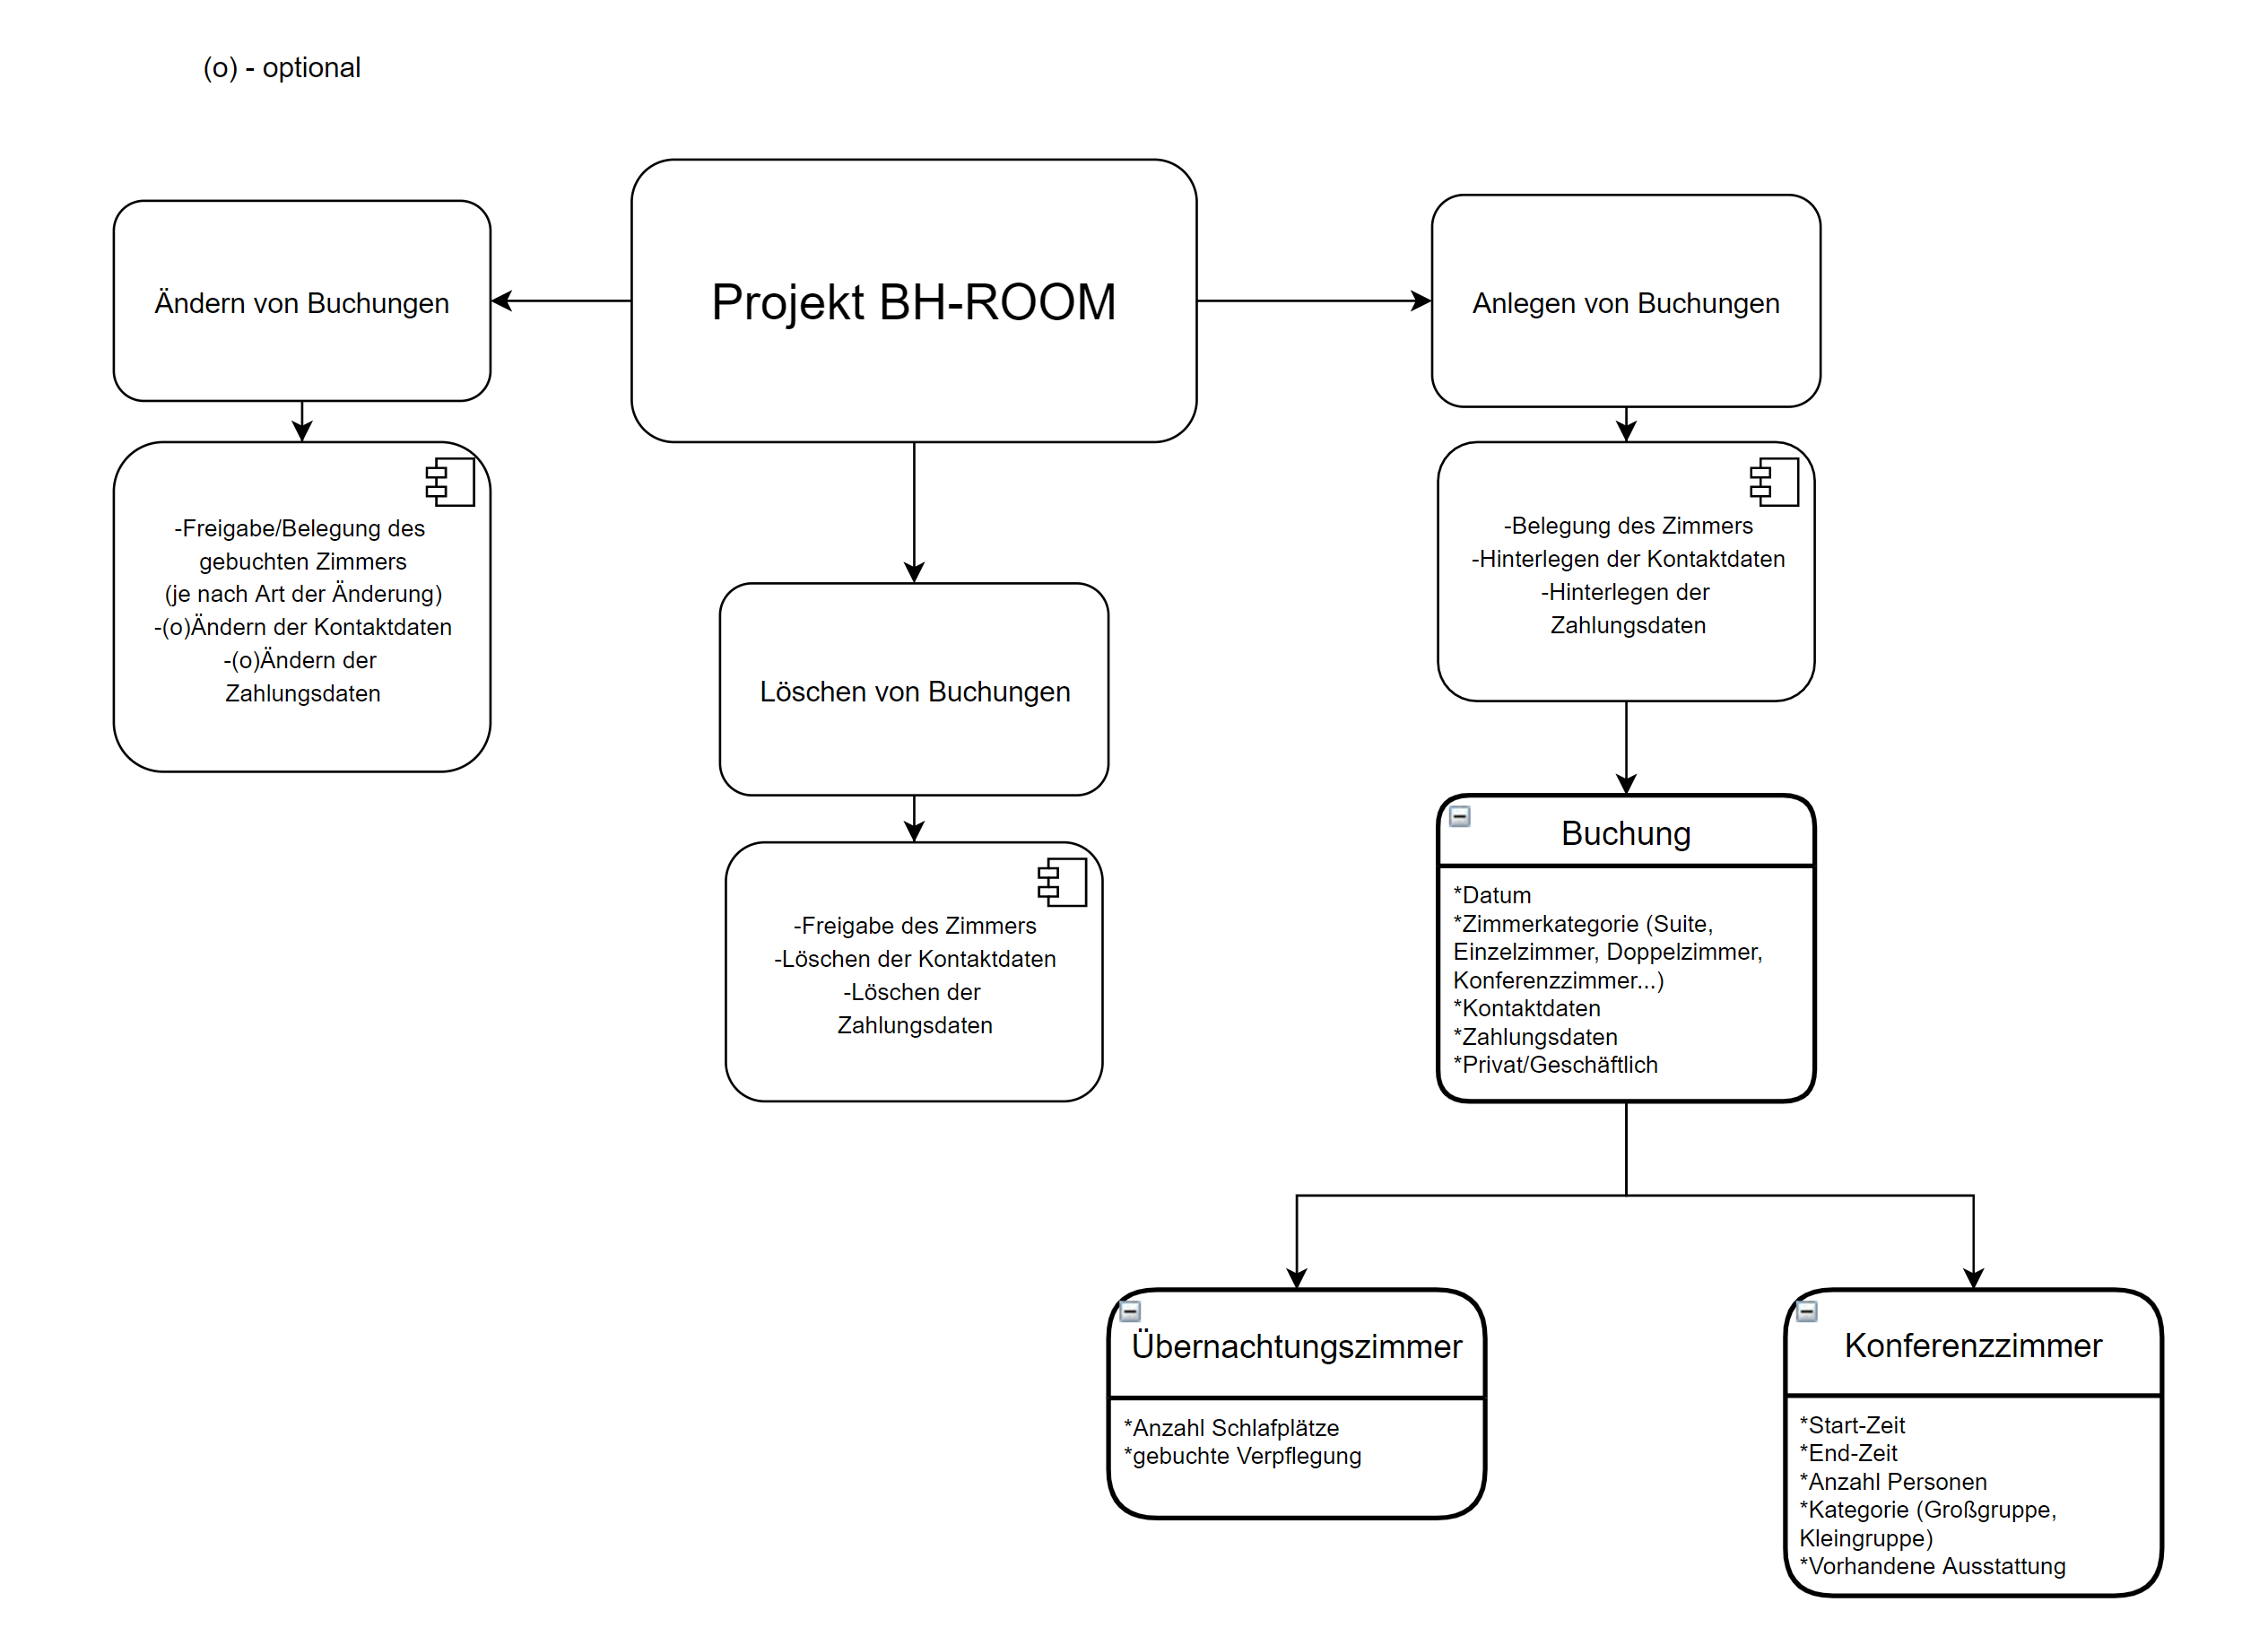 (o) - optional
Projekt BH-ROOM
Ändern von Buchungen
-Freigabe/Belegung des
gebuchten Zimmers
(je nach Art der Änderung)
-(o)Ändern der Kontaktdaten
-(o)Ändern der
Zahlungsdaten
Löschen von Buchungen
-Freigabe des Zimmers
-Löschen der Kontaktdaten
-Löschen der
Zahlungsdaten
Anlegen von Buchungen
-Belegung des Zimmers
-Hinterlegen der Kontaktdaten
-Hinterlegen der
Zahlungsdaten
Buchung
*Datum
*Zimmerkategorie (Suite,
Einzelzimmer, Doppelzimmer,
Konferenzzimmer...)
*Kontaktdaten
*Zahlungsdaten
*Privat/Geschäftlich
Übernachtungszimmer
*Anzahl Schlafplätze
*gebuchte Verpflegung
Konferenzzimmer
*Start-Zeit
*End-Zeit
*Anzahl Personen
*Kategorie (Großgruppe,
Kleingruppe)
*Vorhandene Ausstattung